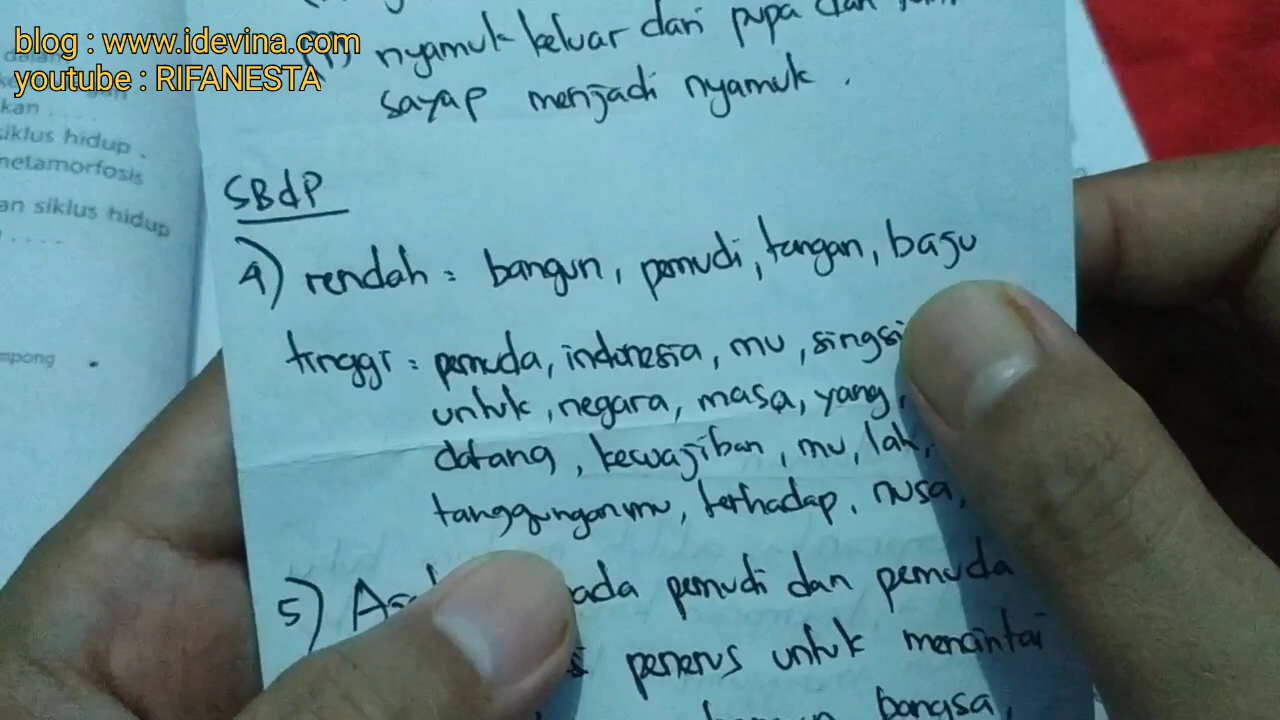 blog : www.idevina.com
youtube : RIFANESTA
kan ....
siklus hidup .
metamorfosis
an siklus hidup
....
mpong
nyamuk keluar dari pupa dan
sayap menjadi nyamuk .
SBdP
4) rendah = bangun, pemudi, tangan, baju
tinggi = pemuda, indonesia, mu, singsi
untuk, negara, masa, yang,
datang, kewajiban, mu, lah,
tanggunganmu, terhadap, nusa,
5) ada pemudi dan pemuda
penerus untuk mencintai
bangsa,